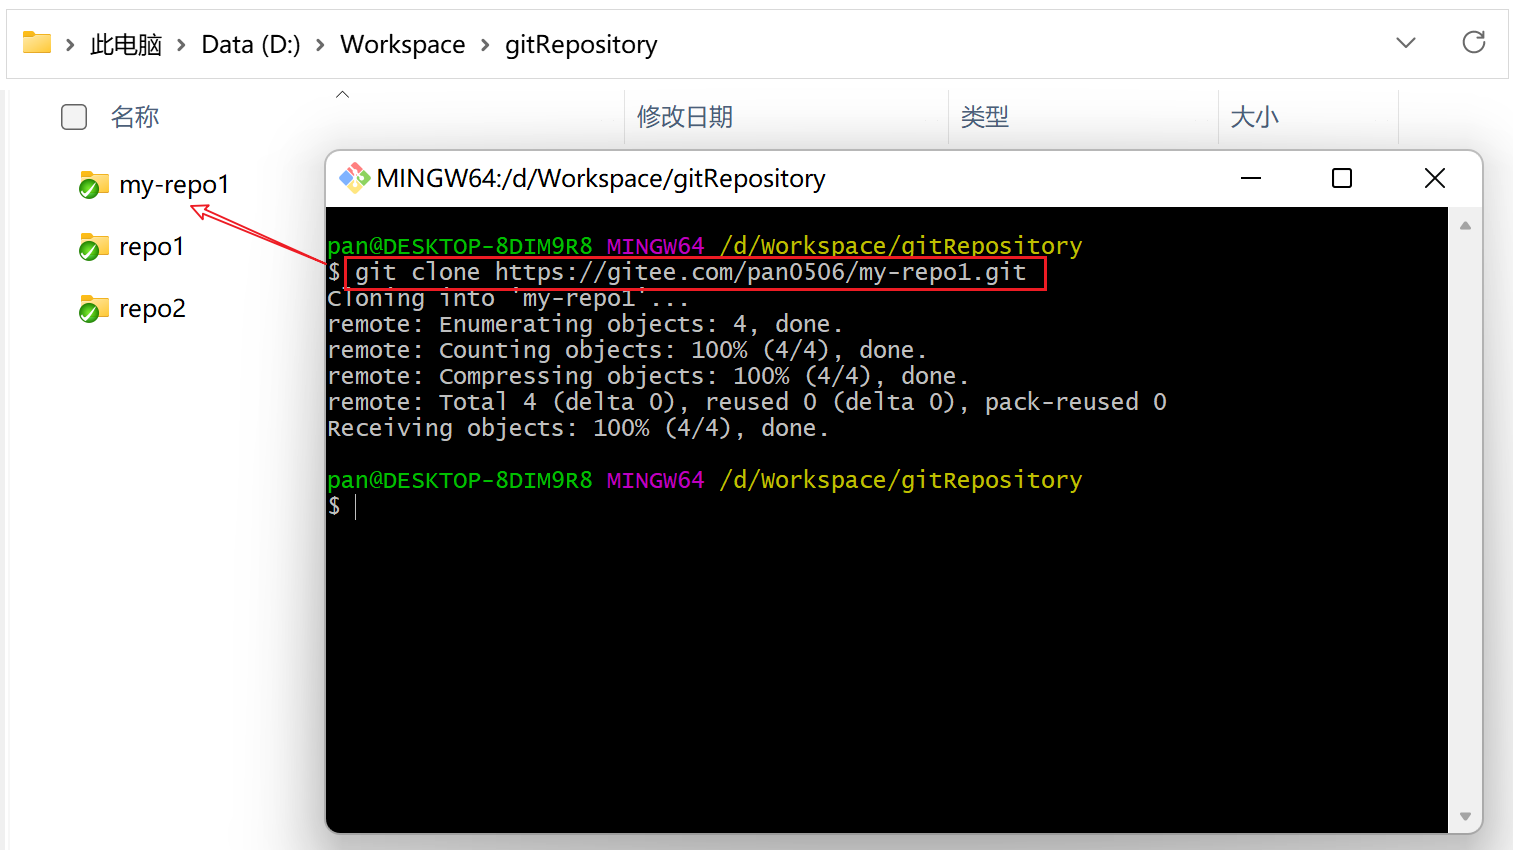 此电脑 > Data (D:) > Workspace > gitRepository
名称 修改日期 类型 大小
my-repo1
repo1
repo2
MINGW64:/d/Workspace/gitRepository
pan@DESKTOP-8DIM9R8 MINGW64 /d/Workspace/gitRepository
$ git clone https://gitee.com/pan0506/my-repo1.git
Cloning into 'my-repo1'...
remote: Enumerating objects: 4, done.
remote: Counting objects: 100% (4/4), done.
remote: Compressing objects: 100% (4/4), done.
remote: Total 4 (delta 0), reused 0 (delta 0), pack-reused 0
Receiving objects: 100% (4/4), done.
pan@DESKTOP-8DIM9R8 MINGW64 /d/Workspace/gitRepository
$